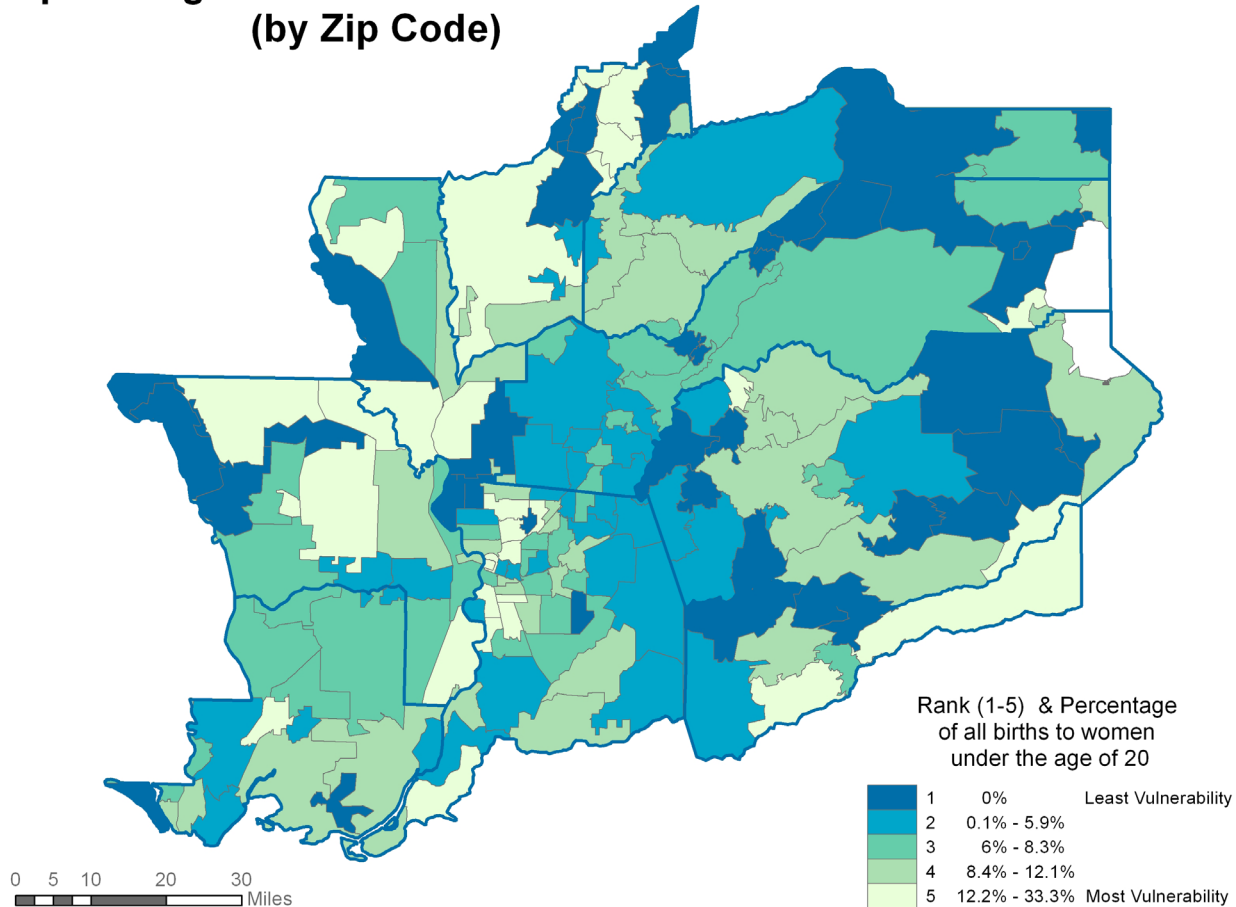 (by Zip Code)
Rank (1-5) & Percentage
of all births to women
under the age of 20
1 0% Least Vulnerability
2 0.1% - 5.9%
3 6% - 8.3%
4 8.4% - 12.1%
5 12.2% - 33.3% Most Vulnerability
0 5 10 20 30
Miles